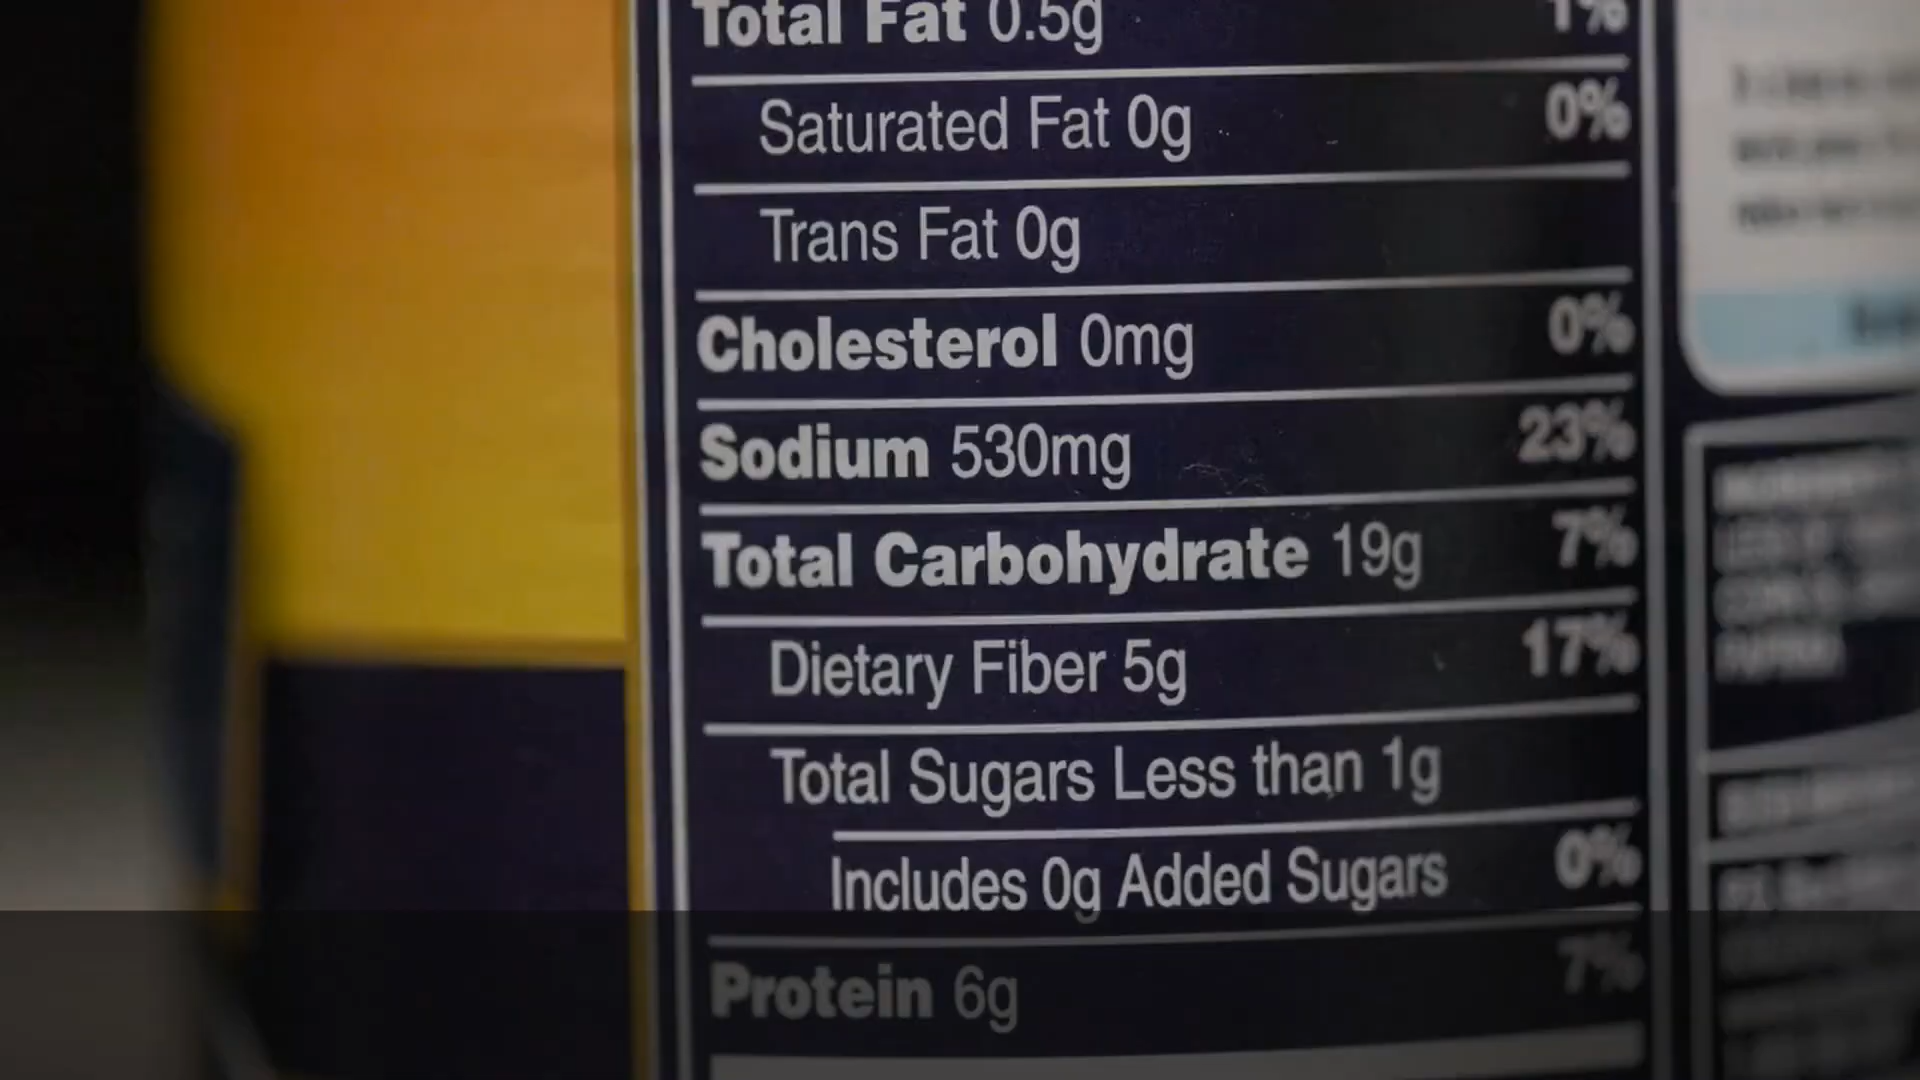 Total Fat 0.5g 1%
Saturated Fat 0g 0%
Trans Fat 0g
Cholesterol 0mg 0%
Sodium 530mg 23%
Total Carbohydrate 19g 7%
Dietary Fiber 5g 17%
Total Sugars Less than 1g
Includes 0g Added Sugars 0%
Protein 6g 7%